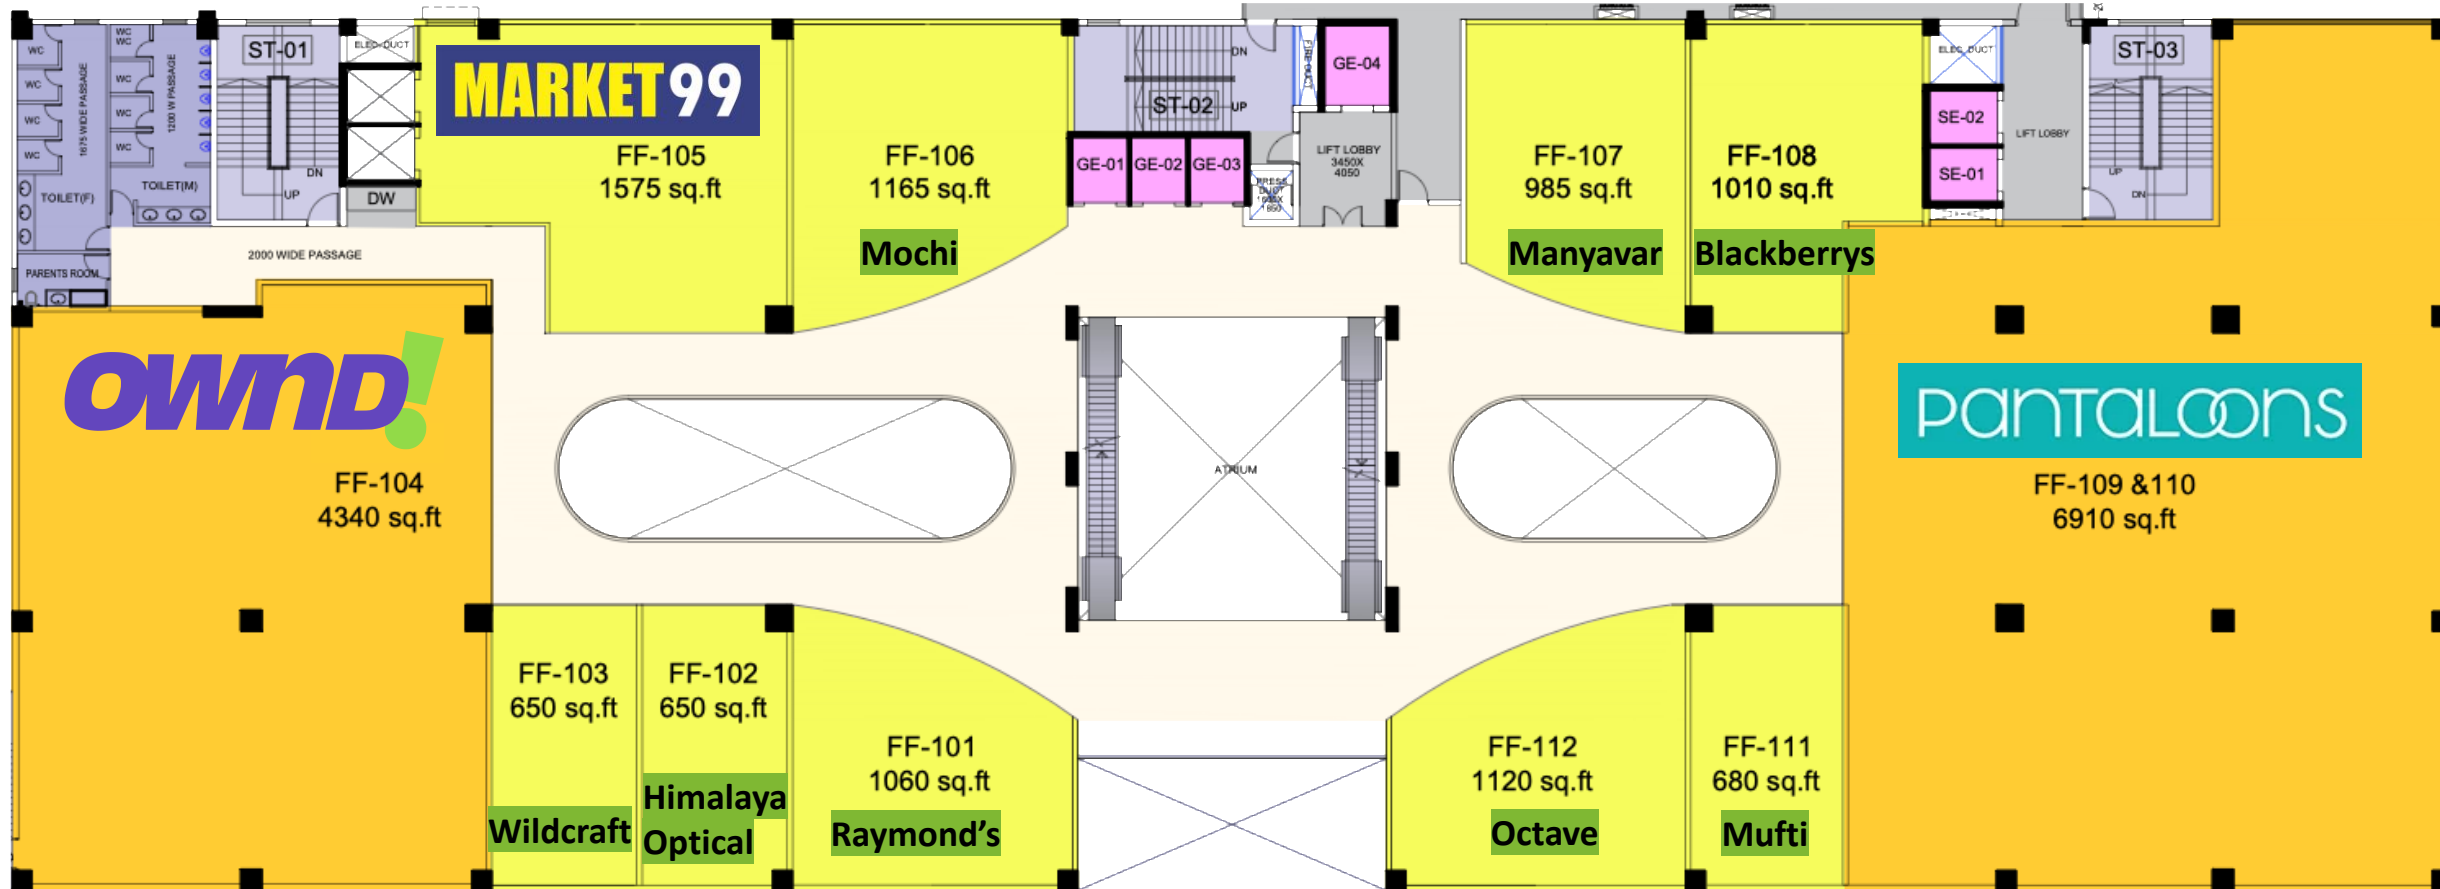 WC
WC
WC
WC
1675 WIDE PASSAGE
TOILET(F)
PARENTS ROOM
WC
WC
WC
WC
WC
1200 W PASSAGE
TOILET(M)
ST-01
DN
UP
ELEC. DUCT
DW
2000 WIDE PASSAGE
MARKET99
FF-105
1575 sq.ft
FF-106
1165 sq.ft
Mochi
ST-02
DN
UP
GE-01
GE-02
GE-03
FIRE DUCT
GE-04
LIFT LOBBY
3450X
4050
PRESS
DUCT
FF-107
985 sq.ft
Manyavar
FF-108
1010 sq.ft
Blackberrys
ELEC. DUCT
SE-02
SE-01
LIFT LOBBY
ST-03
UP
DN
OWND!
FF-104
4340 sq.ft
ATRIUM
PANTALOONS
FF-109 &110
6910 sq.ft
FF-103
650 sq.ft
Wildcraft
FF-102
650 sq.ft
Himalaya
Optical
FF-101
1060 sq.ft
Raymond’s
FF-112
1120 sq.ft
Octave
FF-111
680 sq.ft
Mufti